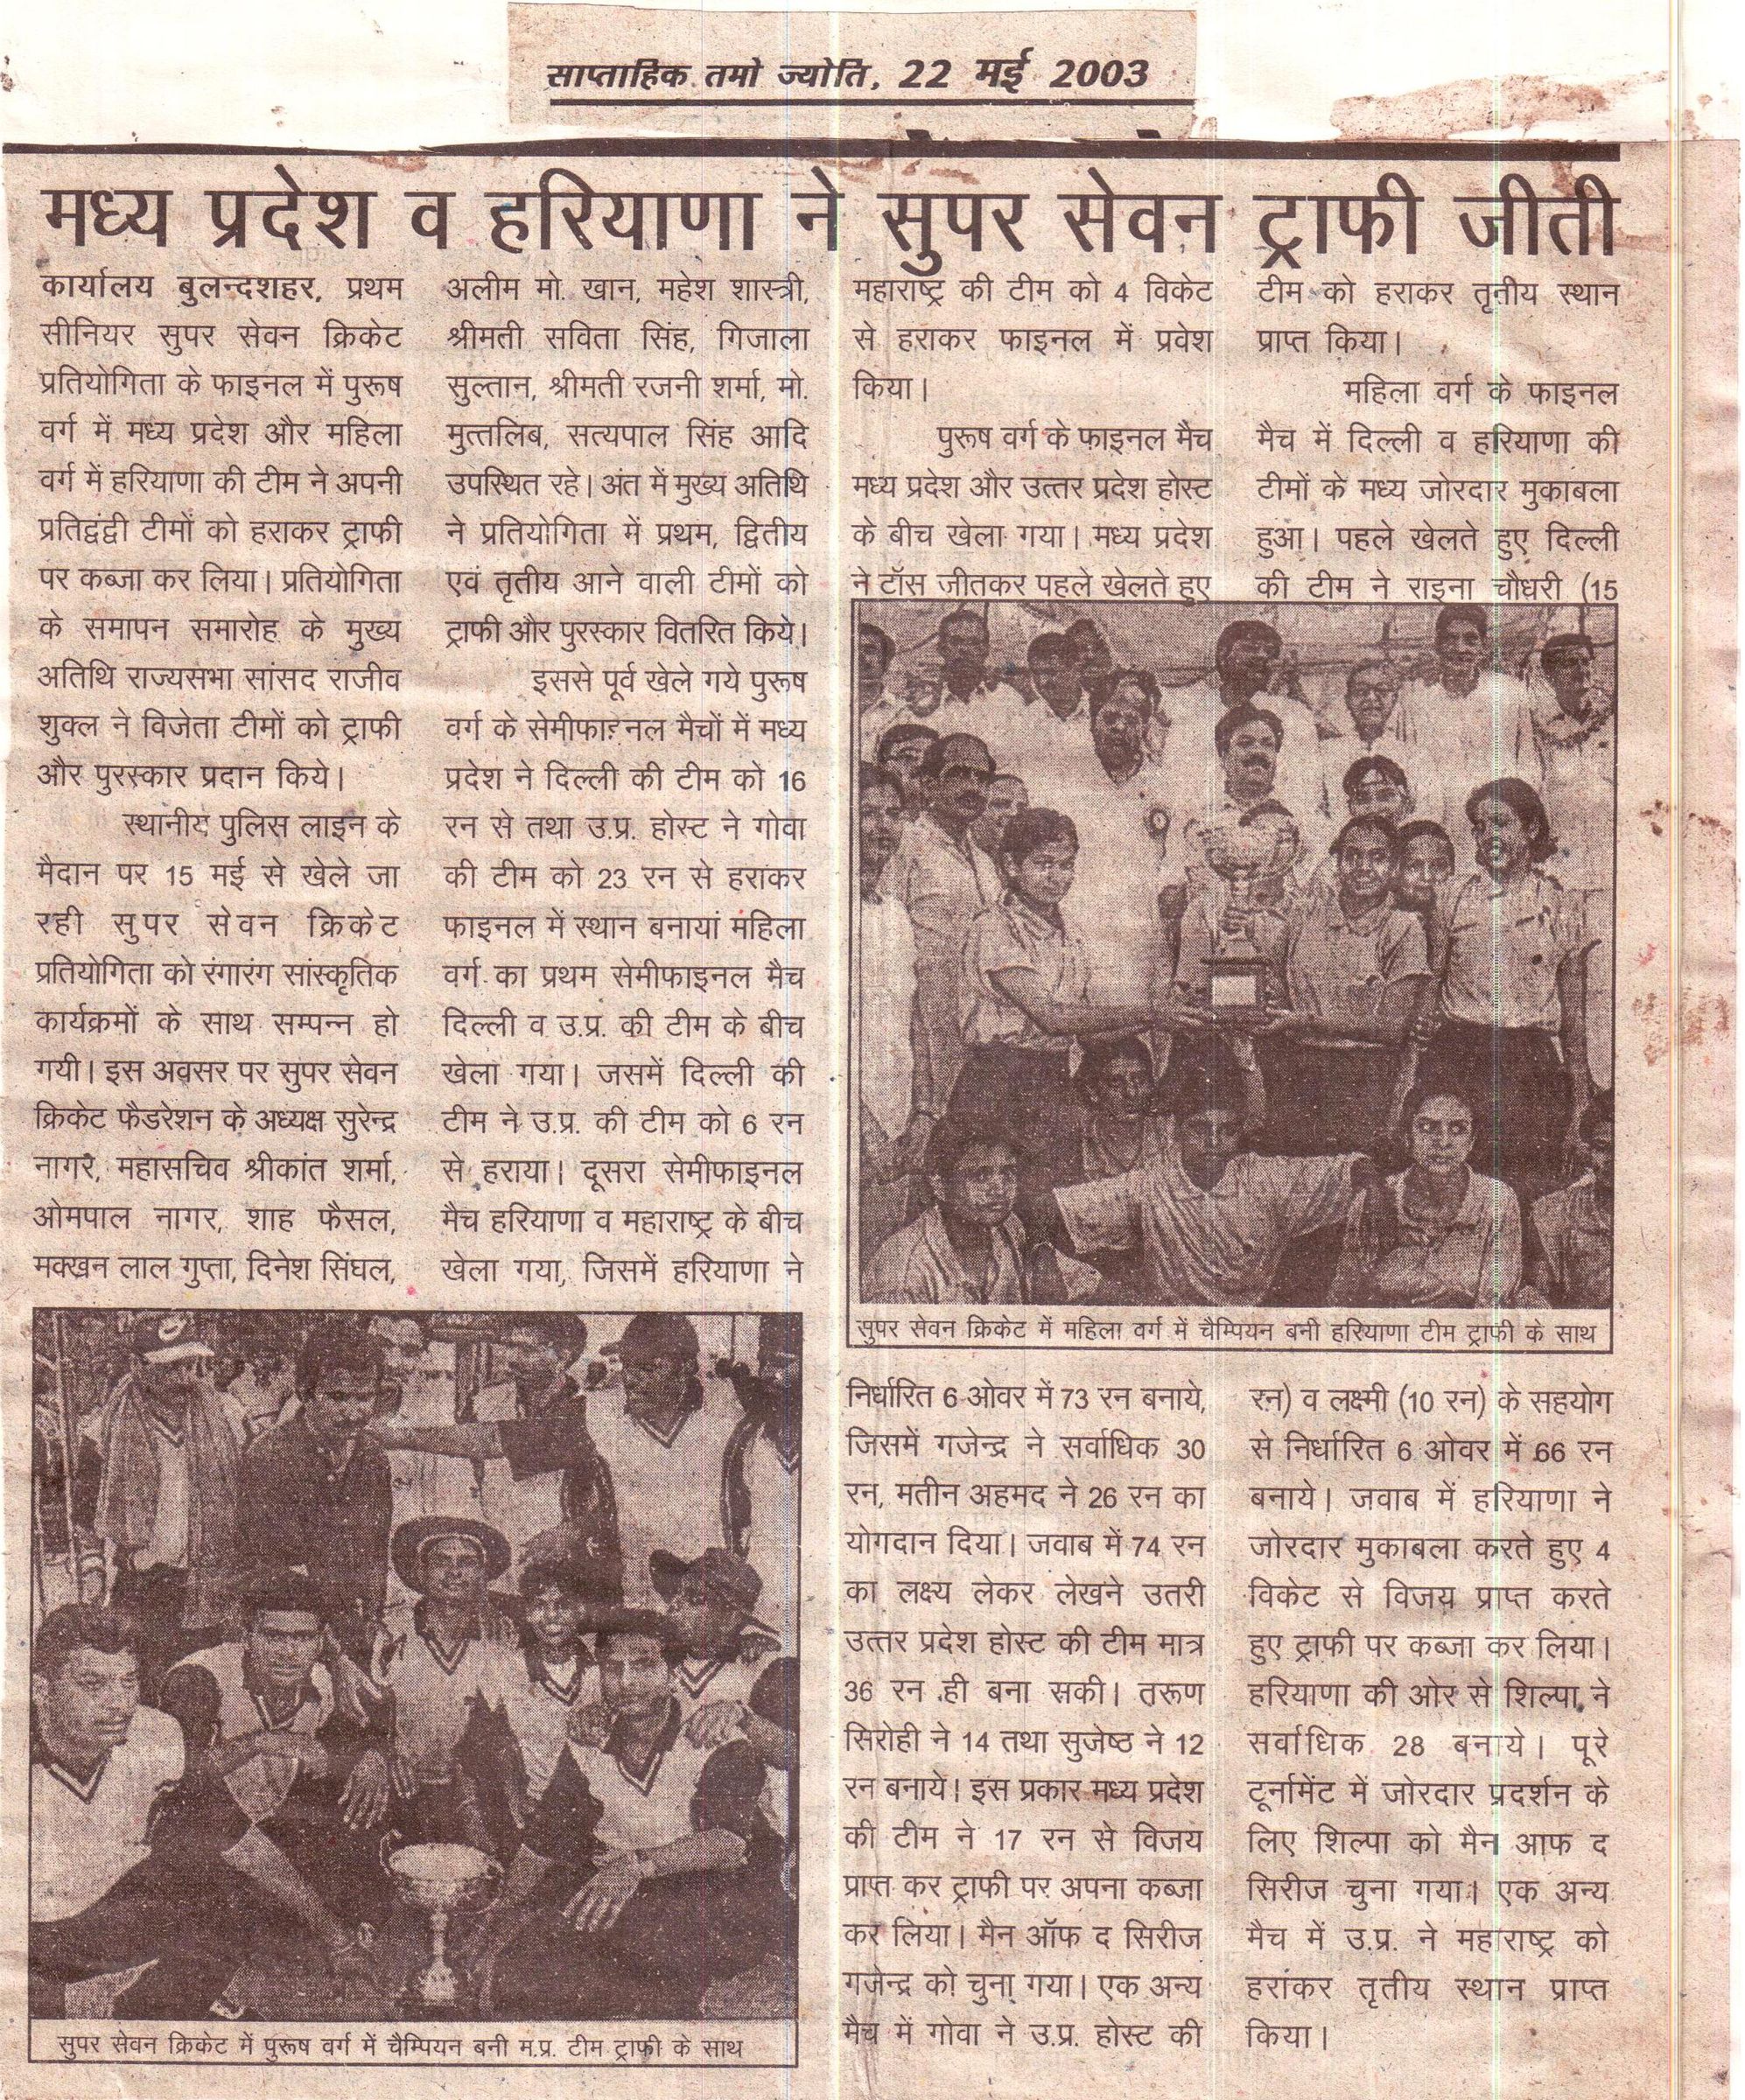 साप्ताहिक तमो ज्योति, 22 मई 2003
मध्य प्रदेश व हरियाणा ने सुपर सेवन ट्राफी जीती
कार्यालय बुलन्दशहर, प्रथम
सीनियर सुपर सेवन क्रिकेट
प्रतियोगिता के फाइनल में पुरूष
वर्ग में मध्य प्रदेश और महिला
वर्ग में हरियाणा की टीम ने अपनी
प्रतिद्वंद्वी टीमों को हराकर ट्राफी
पर कब्जा कर लिया। प्रतियोगिता
के समापन समारोह के मुख्य
अतिथि राज्यसभा सांसद राजीव
शुक्ल ने विजेता टीमों को ट्राफी
और पुरस्कार प्रदान किये।
स्थानीय पुलिस लाइन के
मैदान पर 15 मई से खेले जा
रही सुपर सेवन क्रिकेट
प्रतियोगिता को रंगारंग सांस्कृतिक
कार्यक्रमों के साथ सम्पन्न हो
गयी। इस अवसर पर सुपर सेवन
क्रिकेट फैडरेशन के अध्यक्ष सुरेन्द्र
नागर, महासचिव श्रीकांत शर्मा,
ओमपाल नागर, शाह फैसल,
मक्खन लाल गुप्ता, दिनेश सिंघल,
सुपर सेवन क्रिकेट में पुरूष वर्ग में चैम्पियन बनी म.प्र. टीम ट्राफी के साथ
अलीम मो. खान, महेश शास्त्री,
श्रीमती सविता सिंह, गिजाला
सुल्तान, श्रीमती रजनी शर्मा, मो.
मुत्तलिब, सत्यपाल सिंह आदि
उपस्थित रहे। अंत में मुख्य अतिथि
ने प्रतियोगिता में प्रथम, द्वितीय
एवं तृतीय आने वाली टीमों को
ट्राफी और पुरस्कार वितरित किये।
इससे पूर्व खेले गये पुरूष
वर्ग के सेमीफाइनल मैचों में मध्य
प्रदेश ने दिल्ली की टीम को 16
रन से तथा उ.प्र. होस्ट ने गोवा
की टीम को 23 रन से हराकर
फाइनल में स्थान बनायां महिला
वर्ग का प्रथम सेमीफाइनल मैच
दिल्ली व उ.प्र. की टीम के बीच
खेला गया। जसमें दिल्ली की
टीम ने उ.प्र. की टीम को 6 रन
से हराया। दूसरा सेमीफाइनल
मैच हरियाणा व महाराष्ट्र के बीच
खेला गया, जिसमें हरियाणा ने
महाराष्ट्र की टीम को 4 विकेट
से हराकर फाइनल में प्रवेश
किया।
पुरूष वर्ग के फाइनल मैच
मध्य प्रदेश और उत्तर प्रदेश होस्ट
के बीच खेला गया। मध्य प्रदेश
ने टॉस जीतकर पहले खेलते हुए
निर्धारित 6 ओवर में 73 रन बनाये,
जिसमें गजेन्द्र ने सर्वाधिक 30
रन, मतीन अहमद ने 26 रन का
योगदान दिया। जवाब में 74 रन
का लक्ष्य लेकर लेखने उतरी
उत्तर प्रदेश होस्ट की टीम मात्र
36 रन ही बना सकी। तरूण
सिरोही ने 14 तथा सुजेष्ठ ने 12
रन बनाये। इस प्रकार मध्य प्रदेश
की टीम ने 17 रन से विजय
प्राप्त कर ट्राफी पर अपना कब्जा
कर लिया। मैन ऑफ द सिरीज
गजेन्द्र को चुना गया। एक अन्य
मैच में गोवा ने उ.प्र. होस्ट की
टीम को हराकर तृतीय स्थान
प्राप्त किया।
महिला वर्ग के फाइनल
मैच में दिल्ली व हरियाणा की
टीमों के मध्य जोरदार मुकाबला
हुआ। पहले खेलते हुए दिल्ली
की टीम ने राइना चौधरी (15
सुपर सेवन क्रिकेट में महिला वर्ग में चैम्पियन बनी हरियाणा टीम ट्राफी के साथ
रन) व लक्ष्मी (10 रन) के सहयोग
से निर्धारित 6 ओवर में 66 रन
बनाये। जवाब में हरियाणा ने
जोरदार मुकाबला करते हुए 4
विकेट से विजय प्राप्त करते
हुए ट्राफी पर कब्जा कर लिया।
हरियाणा की ओर से शिल्पा ने
सर्वाधिक 28 बनाये। पूरे
टूर्नामेंट में जोरदार प्रदर्शन के
लिए शिल्पा को मैन आफ द
सिरीज चुना गया। एक अन्य
मैच में उ.प्र. ने महाराष्ट्र को
हरांकर तृतीय स्थान प्राप्त
किया।